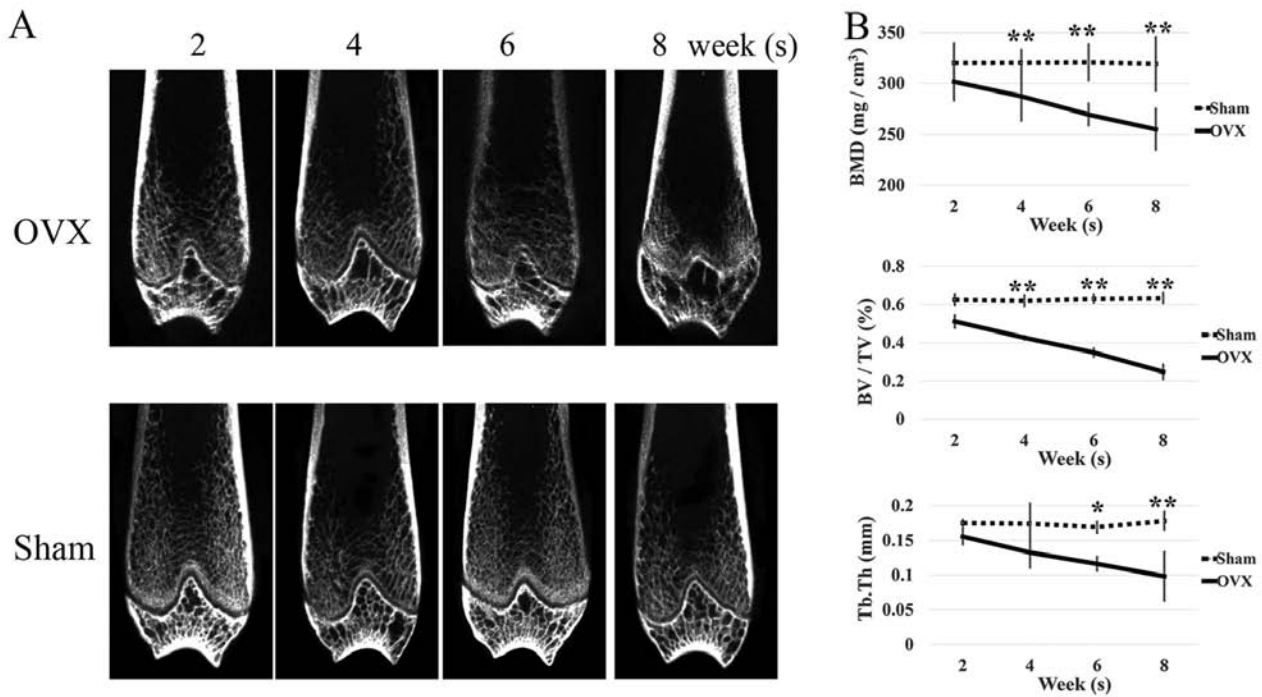 A
2 4 6 8 week (s)
OVX
Sham
B
350
300
250
200
BMD (mg / cm³)
** ** **
Sham
OVX
2 4 6 8
Week (s)
0.8
0.6
0.4
0.2
0
BV / TV (%)
** ** **
Sham
OVX
2 4 6 8
Week (s)
0.2
0.15
0.1
0.05
0
Tb.Th (mm)
* **
Sham
OVX
2 4 6 8
Week (s)